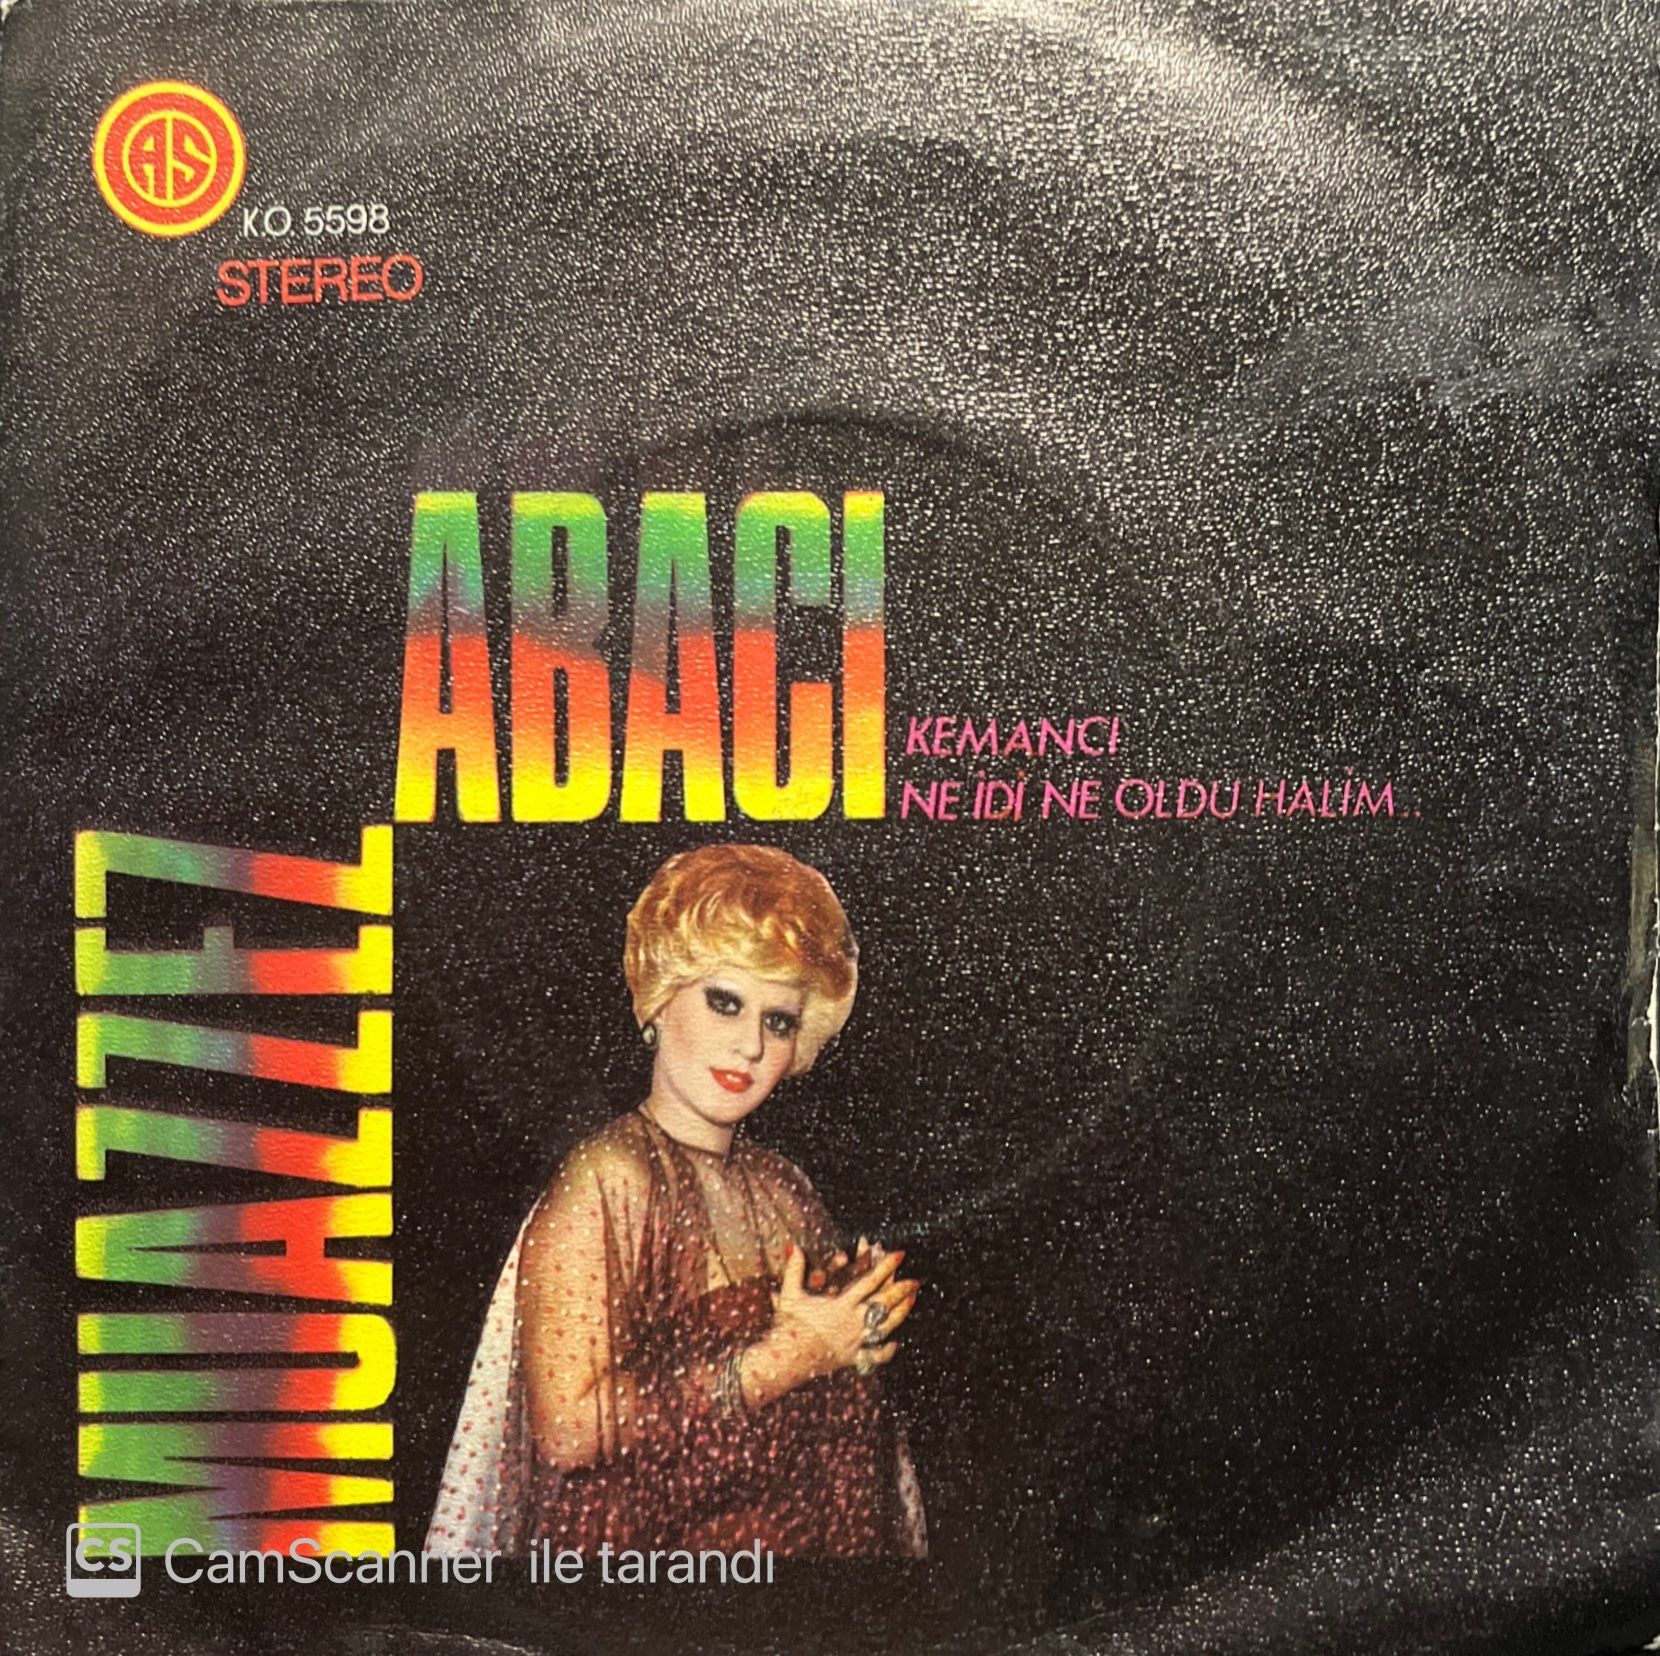 AS
K.O. 5598
STEREO
ABACI
KEMANCI
NE İDİ NE OLDU HALİM..
MUAZZEZ
CS CamScanner ile tarandı